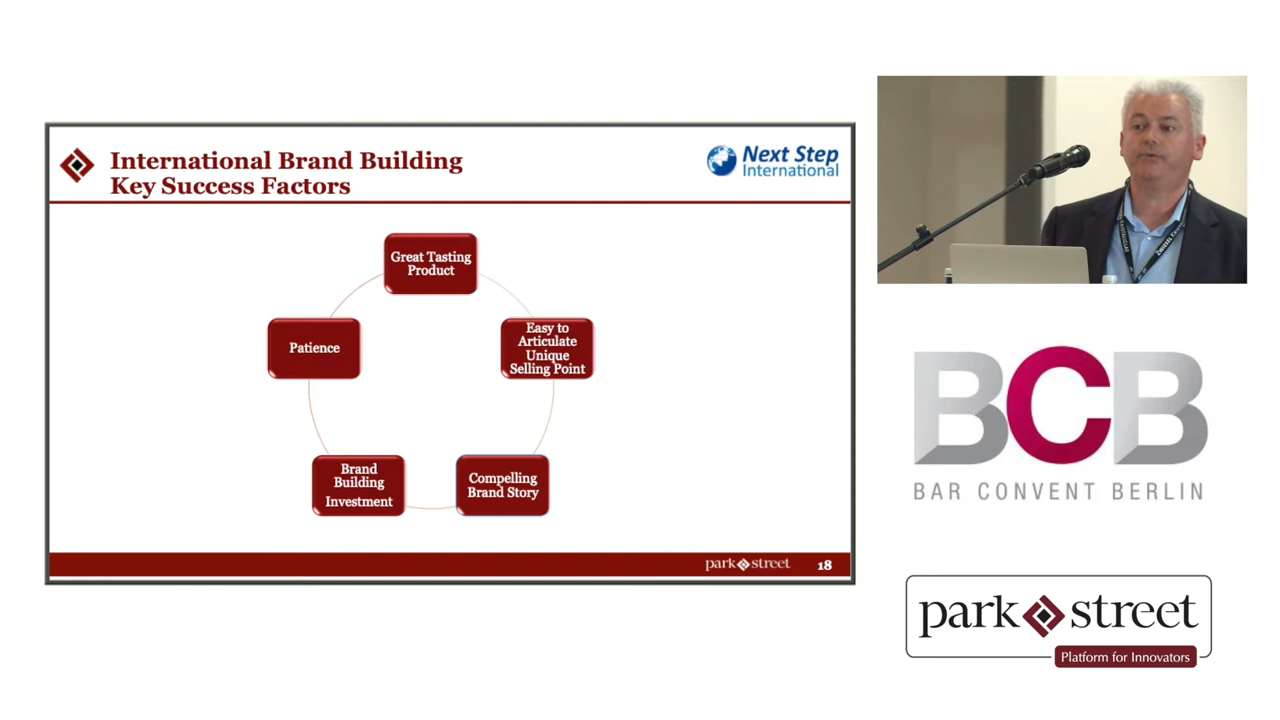 International Brand Building
Key Success Factors
Next Step
International
Great Tasting
Product
Easy to
Articulate
Unique
Selling Point
Compelling
Brand Story
Brand
Building
Investment
Patience
park street
18
BCB
BAR CONVENT BERLIN
park street
Platform for Innovators